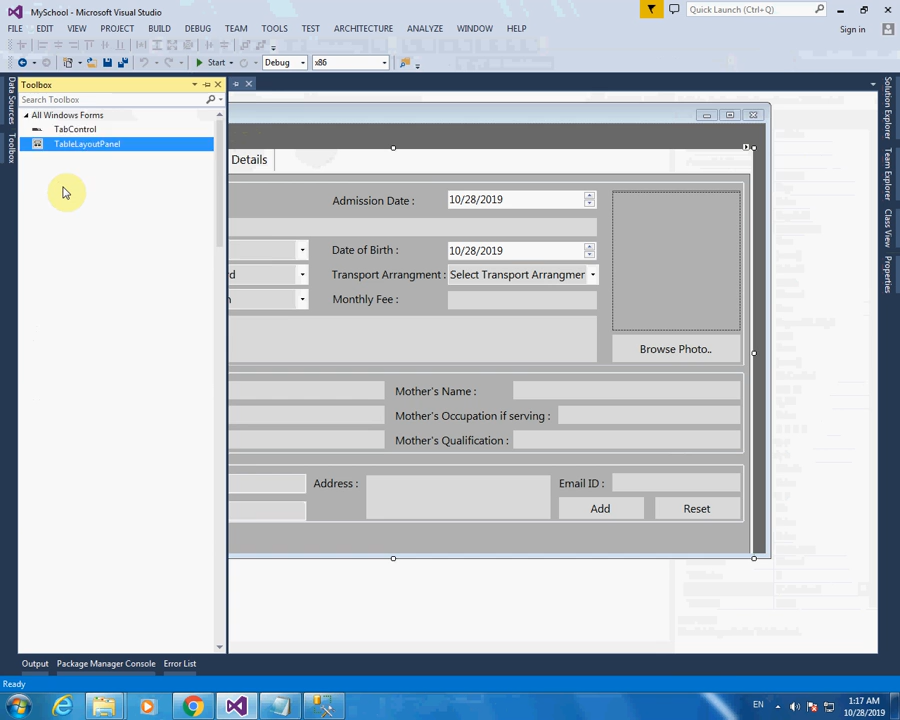 MySchool - Microsoft Visual Studio
Quick Launch (Ctrl+Q)
FILE EDIT VIEW PROJECT BUILD DEBUG TEAM TOOLS TEST ARCHITECTURE ANALYZE WINDOW HELP
Sign in
Start Debug x86
Data Sources
Toolbox
Toolbox
Search Toolbox
All Windows Forms
TabControl
TableLayoutPanel
Details
Admission Date : 10/28/2019
Date of Birth : 10/28/2019
Transport Arrangment : Select Transport Arrangmer
Monthly Fee :
Browse Photo..
Mother's Name :
Mother's Occupation if serving :
Mother's Qualification :
Address : Email ID :
Add Reset
Solution Explorer
Team Explorer
Class View
Properties
Output Package Manager Console Error List
Ready
EN 1:17 AM
10/28/2019